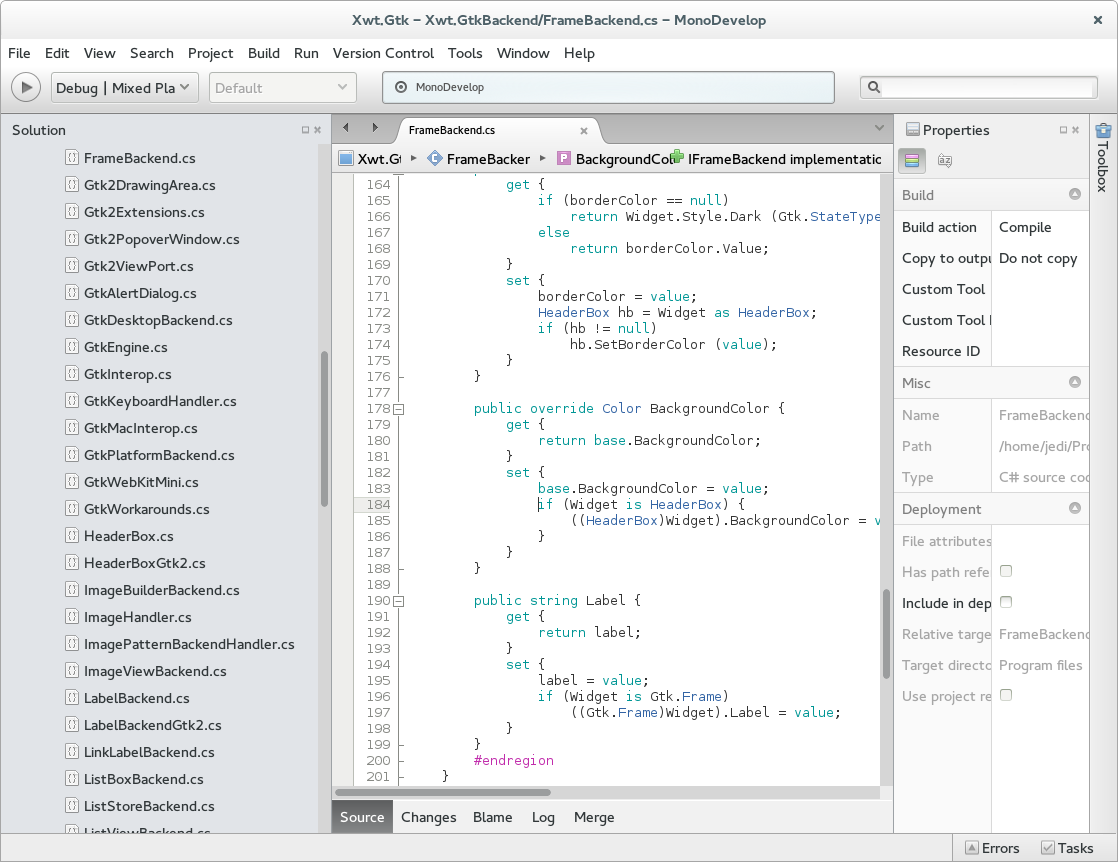 Xwt.Gtk – Xwt.GtkBackend/FrameBackend.cs – MonoDevelop
File Edit View Search Project Build Run Version Control Tools Window Help
Debug | Mixed Pla Default MonoDevelop
Solution
FrameBackend.cs
Gtk2DrawingArea.cs
Gtk2Extensions.cs
Gtk2PopoverWindow.cs
Gtk2ViewPort.cs
GtkAlertDialog.cs
GtkDesktopBackend.cs
GtkEngine.cs
GtkInterop.cs
GtkKeyboardHandler.cs
GtkMacInterop.cs
GtkPlatformBackend.cs
GtkWebKitMini.cs
GtkWorkarounds.cs
HeaderBox.cs
HeaderBoxGtk2.cs
ImageBuilderBackend.cs
ImageHandler.cs
ImagePatternBackendHandler.cs
ImageViewBackend.cs
LabelBackend.cs
LabelBackendGtk2.cs
LinkLabelBackend.cs
ListBoxBackend.cs
ListStoreBackend.cs
ListViewBackend.cs
FrameBackend.cs
Xwt.Gt FrameBacker BackgroundCol IFrameBackend implementatio
164 get {
165 if (borderColor == null)
166 return Widget.Style.Dark (Gtk.StateType
167 else
168 return borderColor.Value;
169 }
170 set {
171 borderColor = value;
172 HeaderBox hb = Widget as HeaderBox;
173 if (hb != null)
174 hb.SetBorderColor (value);
175 }
176 }
177
178 public override Color BackgroundColor {
179 get {
180 return base.BackgroundColor;
181 }
182 set {
183 base.BackgroundColor = value;
184 if (Widget is HeaderBox) {
185 ((HeaderBox)Widget).BackgroundColor = v
186 }
187 }
188 }
189
190 public string Label {
191 get {
192 return label;
193 }
194 set {
195 label = value;
196 if (Widget is Gtk.Frame)
197 ((Gtk.Frame)Widget).Label = value;
198 }
199 }
200 #endregion
201 }
Source Changes Blame Log Merge
Properties
az
Build
Build action Compile
Copy to outpu Do not copy
Custom Tool
Custom Tool
Resource ID
Misc
Name FrameBackend
Path /home/jedi/Pro
Type C# source cod
Deployment
File attributes
Has path refe
Include in dep
Relative targe FrameBackend
Target directo Program files
Use project re
Toolbox
Errors Tasks